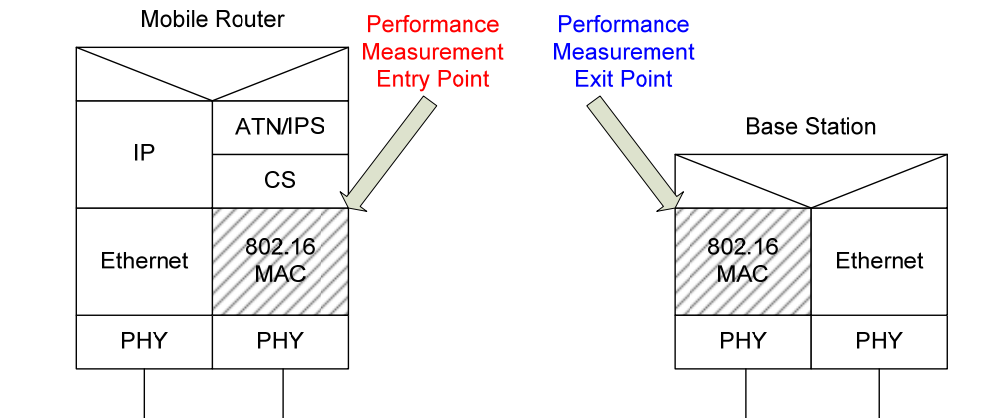 Mobile Router
Performance
Measurement
Entry Point
Performance
Measurement
Exit Point
Base Station
IP
ATN/IPS
CS
Ethernet
802.16
MAC
802.16
MAC
Ethernet
PHY
PHY
PHY
PHY